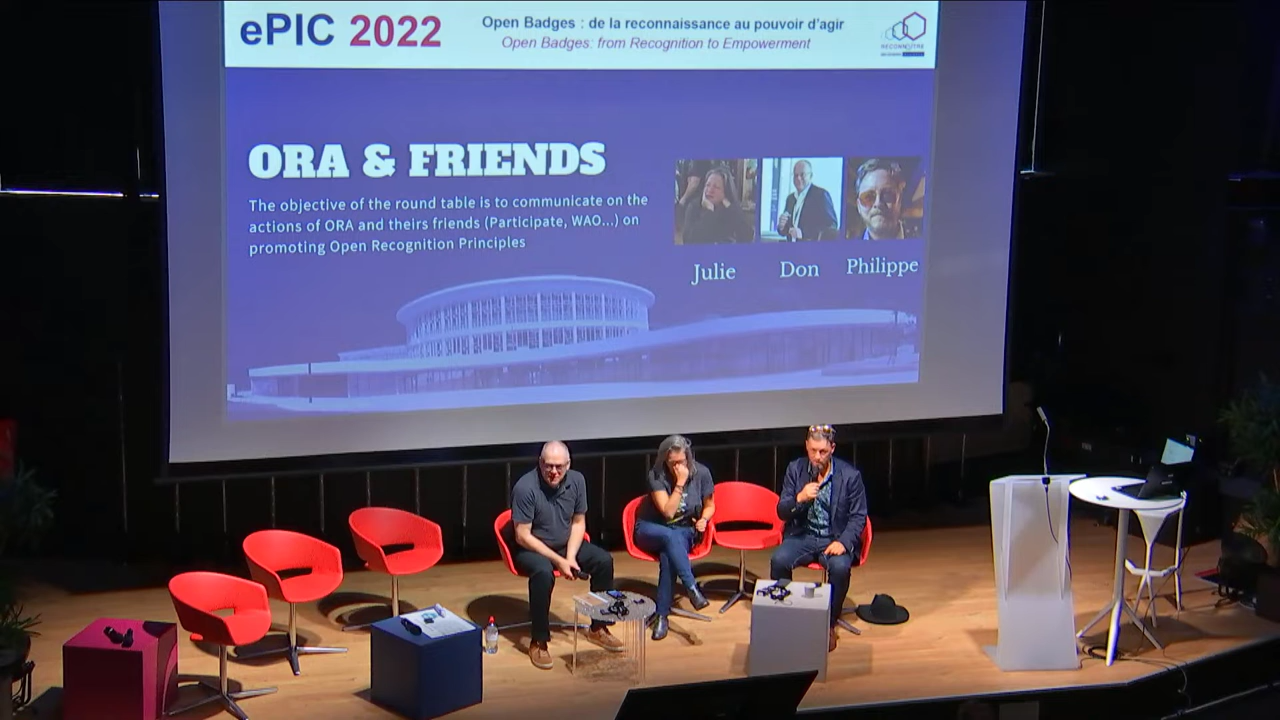 ePIC 2022
Open Badges : de la reconnaissance au pouvoir d'agir
Open Badges: from Recognition to Empowerment
RECONNAÎTRE
ORA & FRIENDS
The objective of the round table is to communicate on the
actions of ORA and theirs friends (Participate, WAO...) on
promoting Open Recognition Principles
Julie
Don
Philippe